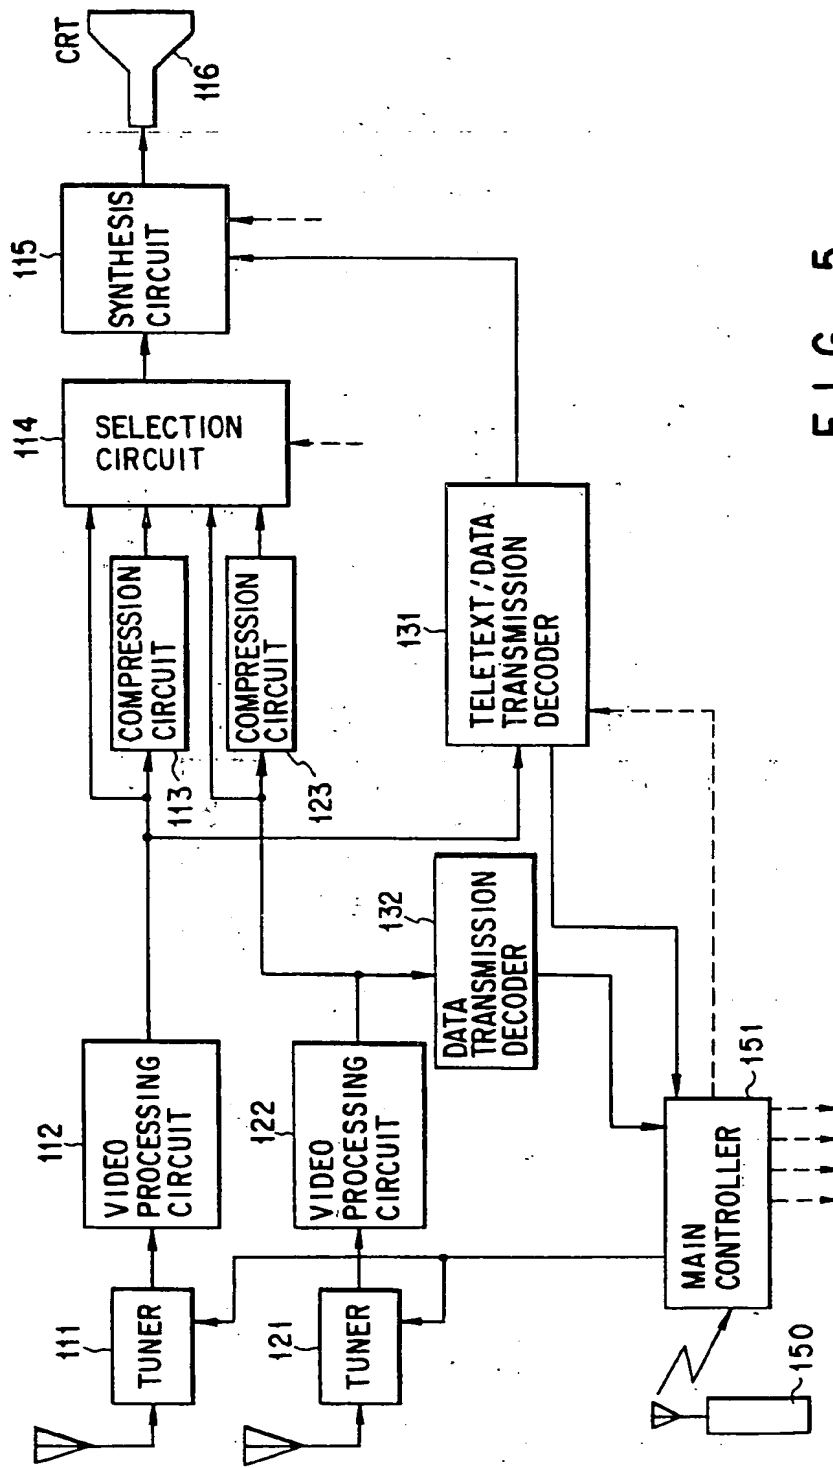 111
TUNER
112
VIDEO
PROCESSING
CIRCUIT
COMPRESSION
CIRCUIT
113
114
SELECTION
CIRCUIT
115
SYNTHESIS
CIRCUIT
CRT
116
121
TUNER
122
VIDEO
PROCESSING
CIRCUIT
COMPRESSION
CIRCUIT
123
132
DATA
TRANSMISSION
DECODER
131
TELETEXT/DATA
TRANSMISSION
DECODER
150
MAIN
CONTROLLER
151
FIG. 5